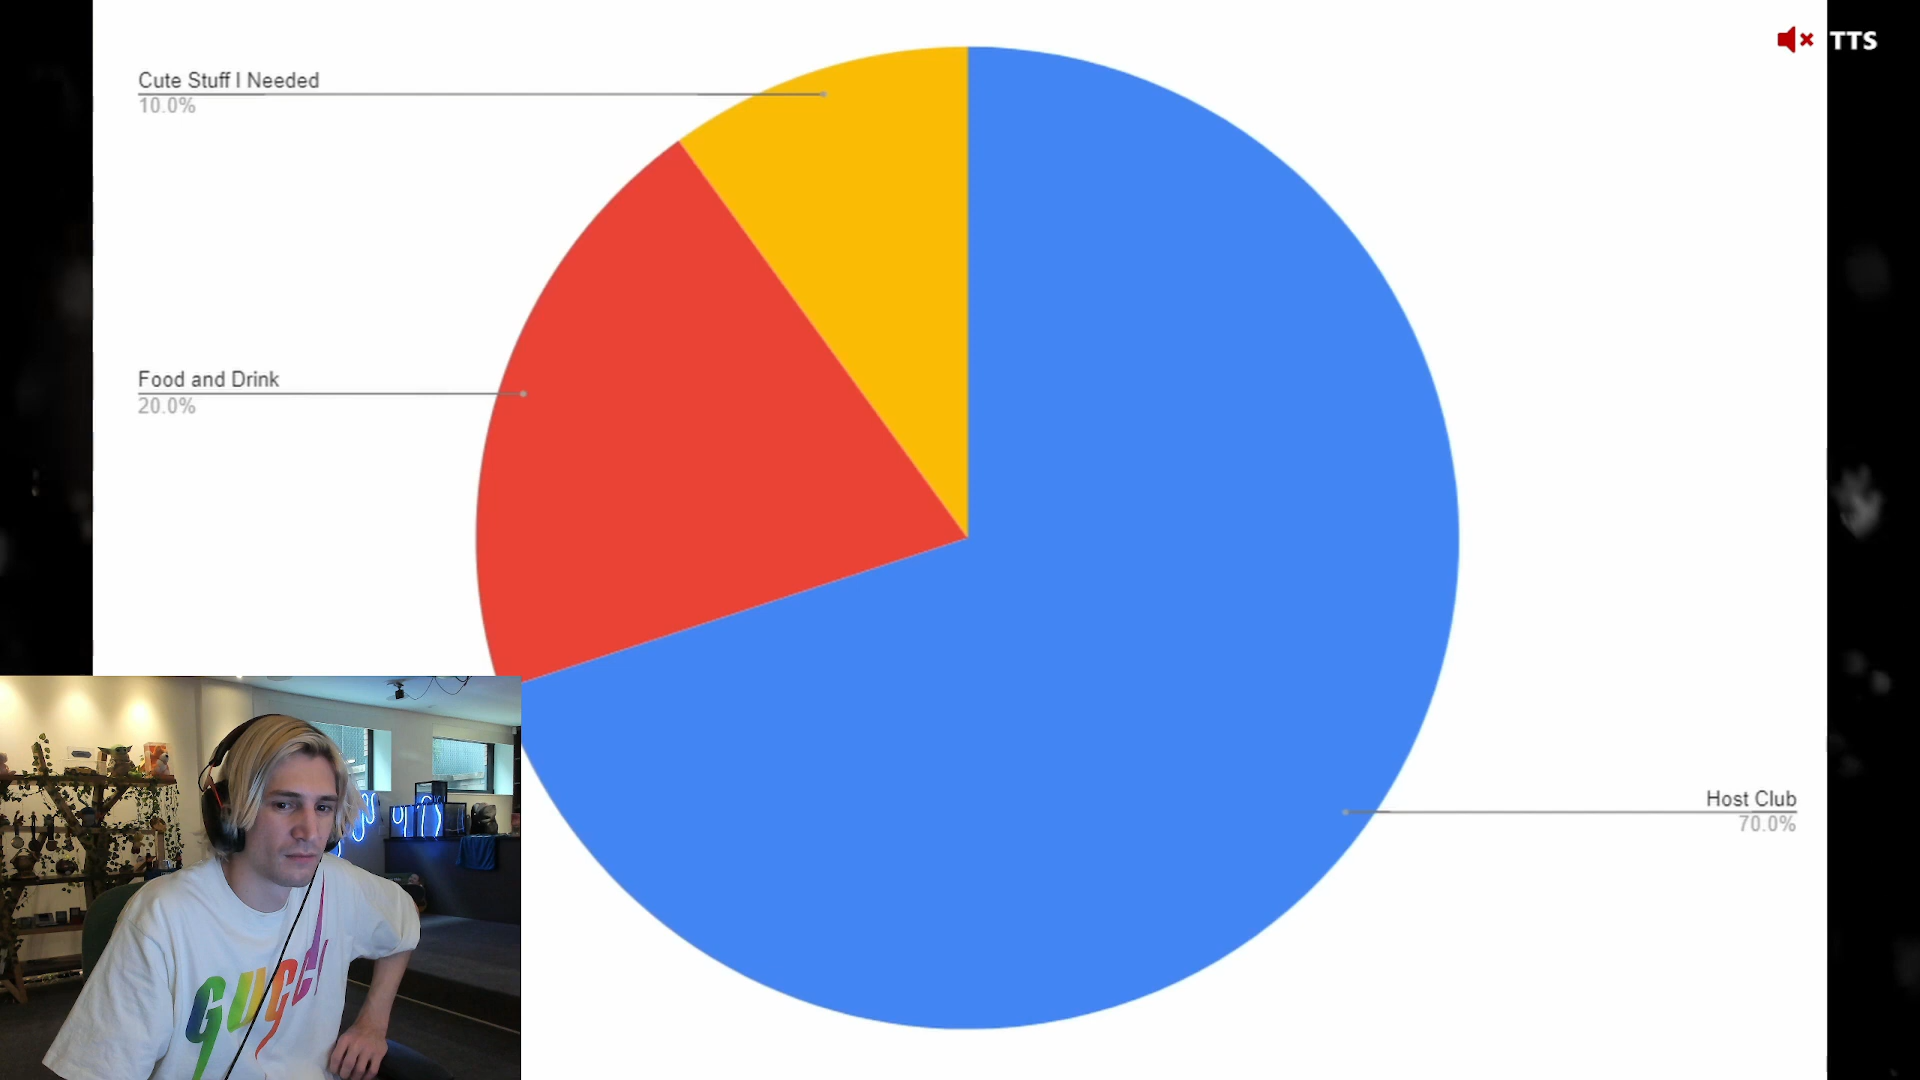 TTS
Cute Stuff I Needed
10.0%
Food and Drink
20.0%
Host Club
70.0%
GUCCI